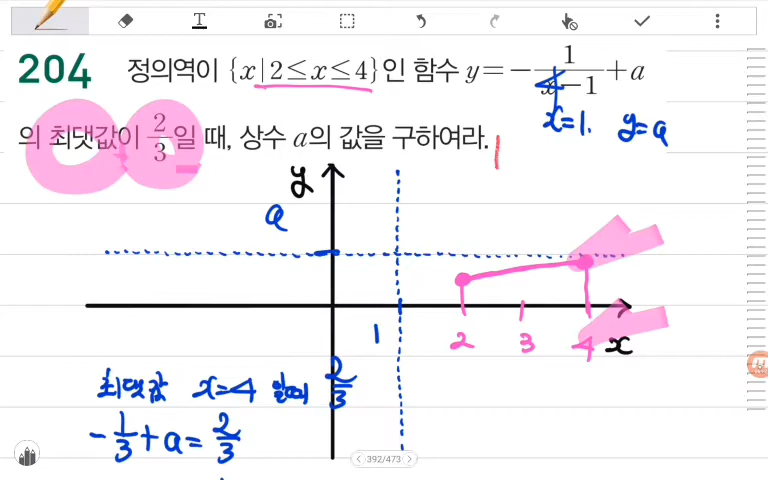 204 정의역이 {x|2≤x≤4}인 함수 y=-1/(x-1)+a
의 최댓값이 2/3일 때, 상수 a의 값을 구하여라.
x=1. y=a
y
a
1
2 3 4 x
최댓값 x=4 일때 2/3
-1/3+a=2/3
392/473